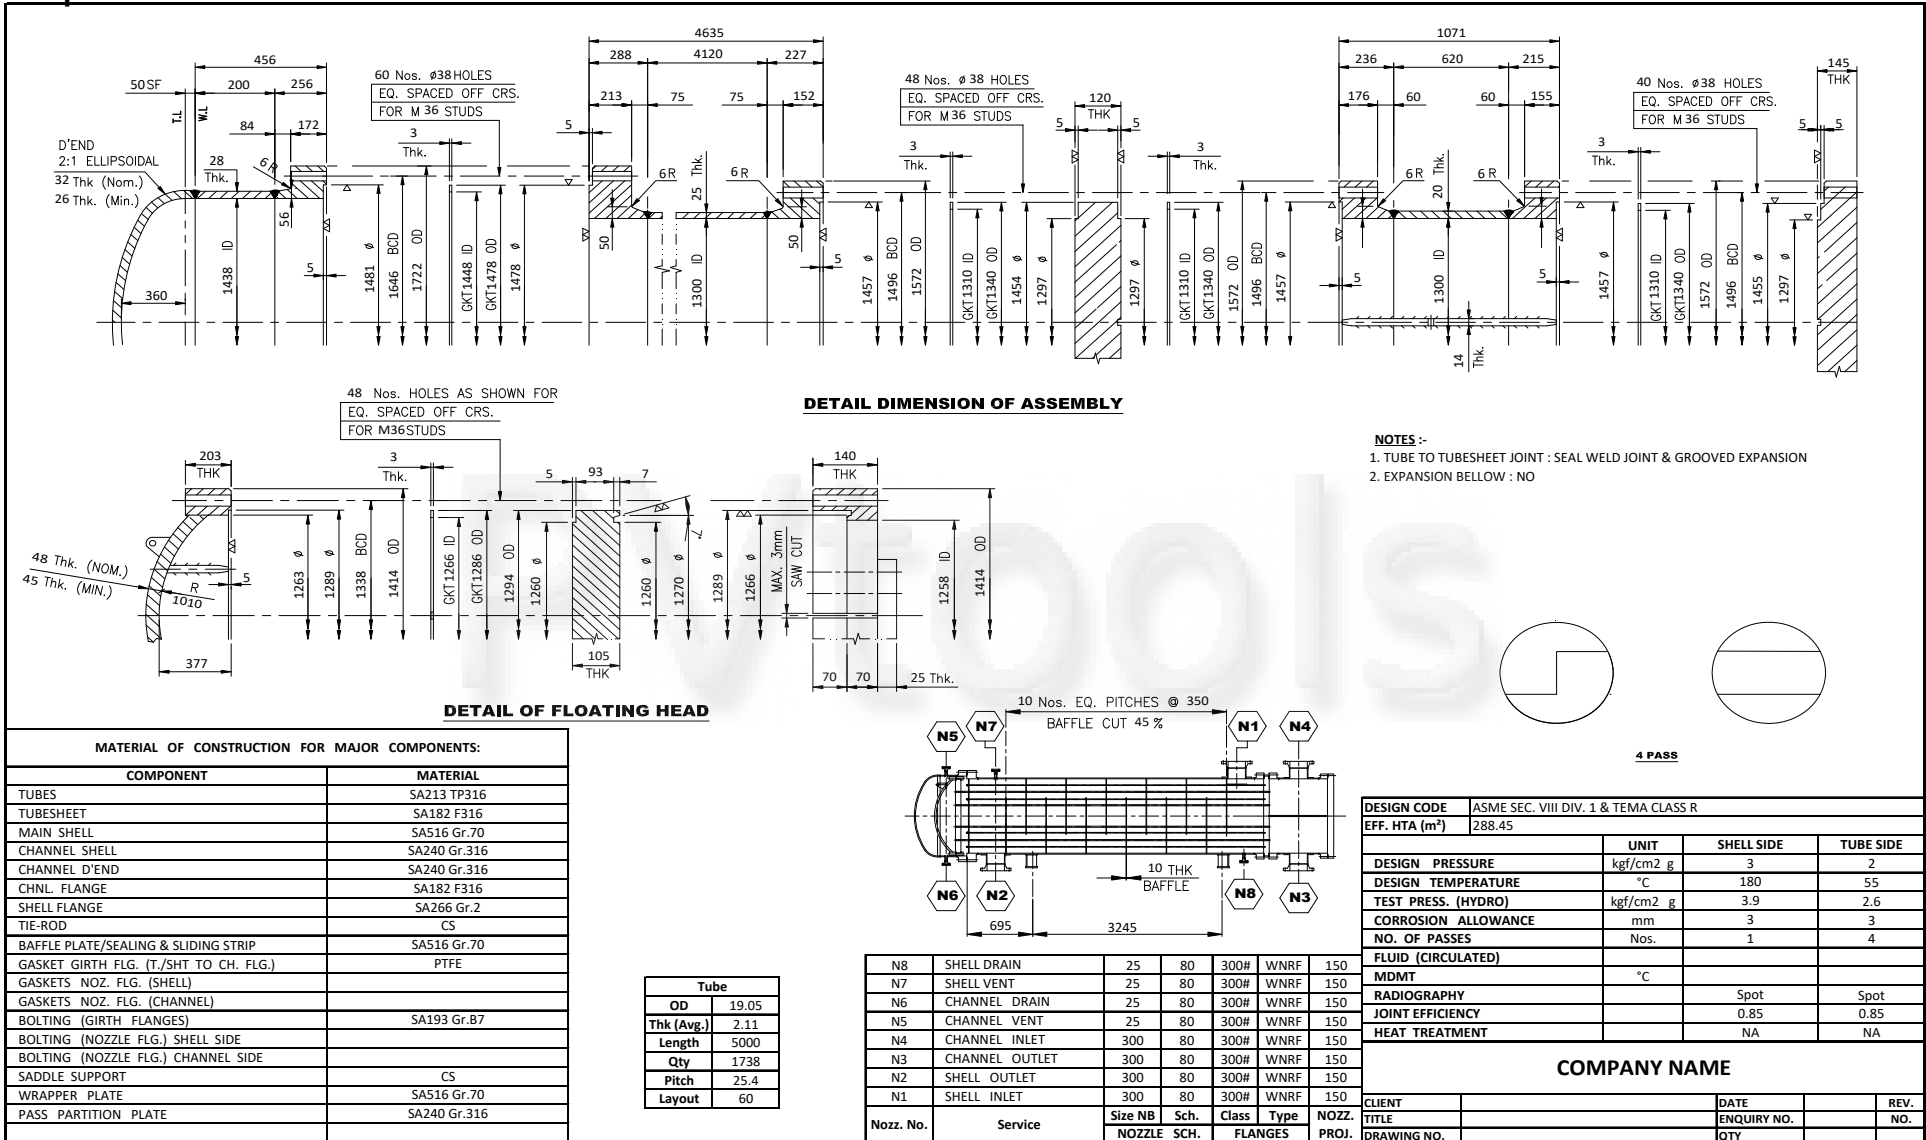 4635
1071
456
288 4120 227
236 620 215
145
THK
50 SF 200 256
60 Nos. ø38 HOLES
EQ. SPACED OFF CRS.
FOR M 36 STUDS
48 Nos. ø 38 HOLES
EQ. SPACED OFF CRS.
FOR M 36 STUDS
40 Nos. ø38 HOLES
EQ. SPACED OFF CRS.
FOR M 36 STUDS
213 75 75 152
120
THK
176 60 60 155
T.L
W.L
84 172
5
5 5
5 5
D'END
2:1 ELLIPSOIDAL
32 Thk (Nom.)
26 Thk. (Min.)
28
Thk.
6R
3
Thk.
6R
25 Thk.
6R
3
Thk.
3
Thk.
6R
20 Thk.
6R
3
Thk.
56
50
50
5
5
5
360
1438 ID
1481 ø
1646 BCD
1722 OD
GKT1448 ID
GKT1478 OD
1478 ø
1300 ID
1457 ø
1496 BCD
1572 OD
GKT1310 ID
GKT1340 OD
1454 ø
1297 ø
1297 ø
GKT1310 ID
GKT1340 OD
1572 OD
1496 BCD
1457 ø
1300 ID
1457 ø
GKT1310 ID
GKT1340 OD
1572 OD
1496 BCD
1455 ø
1297 ø
14
Thk.
48 Nos. HOLES AS SHOWN FOR
EQ. SPACED OFF CRS.
FOR M36 STUDS
DETAIL DIMENSION OF ASSEMBLY
NOTES :-
1. TUBE TO TUBESHEET JOINT : SEAL WELD JOINT & GROOVED EXPANSION
2. EXPANSION BELLOW : NO
203
THK
3
Thk.
5 93 7
140
THK
48 Thk. (NOM.)
45 Thk. (MIN.)
R
1010
5
1263 ø
1289 ø
1338 BCD
1414 OD
GKT1266 ID
GKT1286 OD
1294 OD
1260 ø
1260 ø
1270 ø
1289 ø
1266 ø
MAX. 3mm
SAW CUT
1258 ID
1414 OD
377
105
THK
70 70 25 Thk.
PVtools
DETAIL OF FLOATING HEAD
10 Nos. EQ. PITCHES @ 350
BAFFLE CUT 45 %
N5 N7 N1 N4
N6 N2 N8 N3
10 THK
BAFFLE
695 3245
4 PASS
MATERIAL OF CONSTRUCTION FOR MAJOR COMPONENTS:
COMPONENT MATERIAL
TUBES SA213 TP316
TUBESHEET SA182 F316
MAIN SHELL SA516 Gr.70
CHANNEL SHELL SA240 Gr.316
CHANNEL D'END SA240 Gr.316
CHNL. FLANGE SA182 F316
SHELL FLANGE SA266 Gr.2
TIE-ROD CS
BAFFLE PLATE/SEALING & SLIDING STRIP SA516 Gr.70
GASKET GIRTH FLG. (T./SHT TO CH. FLG.) PTFE
GASKETS NOZ. FLG. (SHELL)
GASKETS NOZ. FLG. (CHANNEL)
BOLTING (GIRTH FLANGES) SA193 Gr.B7
BOLTING (NOZZLE FLG.) SHELL SIDE
BOLTING (NOZZLE FLG.) CHANNEL SIDE
SADDLE SUPPORT CS
WRAPPER PLATE SA516 Gr.70
PASS PARTITION PLATE SA240 Gr.316
Tube
OD 19.05
Thk (Avg.) 2.11
Length 5000
Qty 1738
Pitch 25.4
Layout 60
N8 SHELL DRAIN 25 80 300# WNRF 150
N7 SHELL VENT 25 80 300# WNRF 150
N6 CHANNEL DRAIN 25 80 300# WNRF 150
N5 CHANNEL VENT 25 80 300# WNRF 150
N4 CHANNEL INLET 300 80 300# WNRF 150
N3 CHANNEL OUTLET 300 80 300# WNRF 150
N2 SHELL OUTLET 300 80 300# WNRF 150
N1 SHELL INLET 300 80 300# WNRF 150
Nozz. No. Service Size NB Sch. Class Type NOZZ.
NOZZLE SCH. FLANGES PROJ.
DESIGN CODE ASME SEC. VIII DIV. 1 & TEMA CLASS R
EFF. HTA (m²) 288.45
UNIT SHELL SIDE TUBE SIDE
DESIGN PRESSURE kgf/cm2 g 3 2
DESIGN TEMPERATURE °C 180 55
TEST PRESS. (HYDRO) kgf/cm2 g 3.9 2.6
CORROSION ALLOWANCE mm 3 3
NO. OF PASSES Nos. 1 4
FLUID (CIRCULATED)
MDMT °C
RADIOGRAPHY Spot Spot
JOINT EFFICIENCY 0.85 0.85
HEAT TREATMENT NA NA
COMPANY NAME
CLIENT DATE REV.
TITLE ENQUIRY NO. NO.
DRAWING NO. QTY